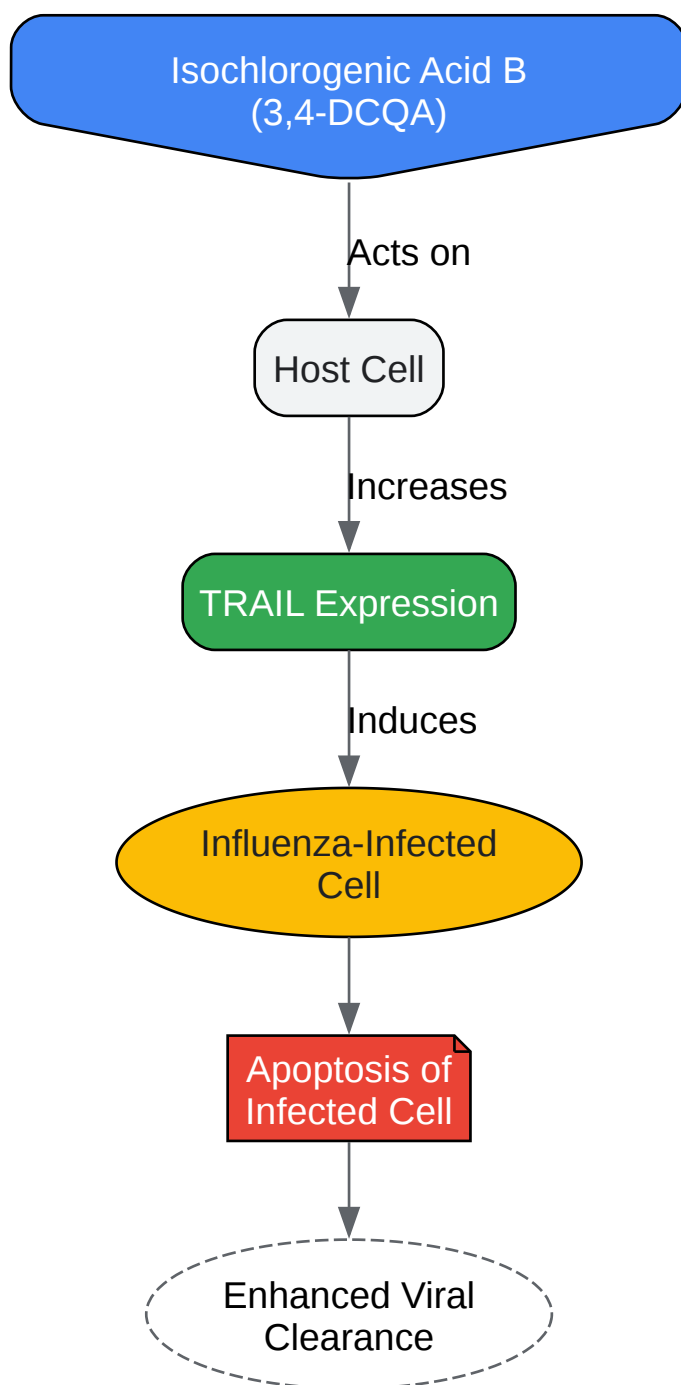 Isochlorogenic Acid B
(3,4-DCQA)
Acts on
Host Cell
Increases
TRAIL Expression
Induces
Influenza-Infected
Cell
Apoptosis of
Infected Cell
Enhanced Viral
Clearance